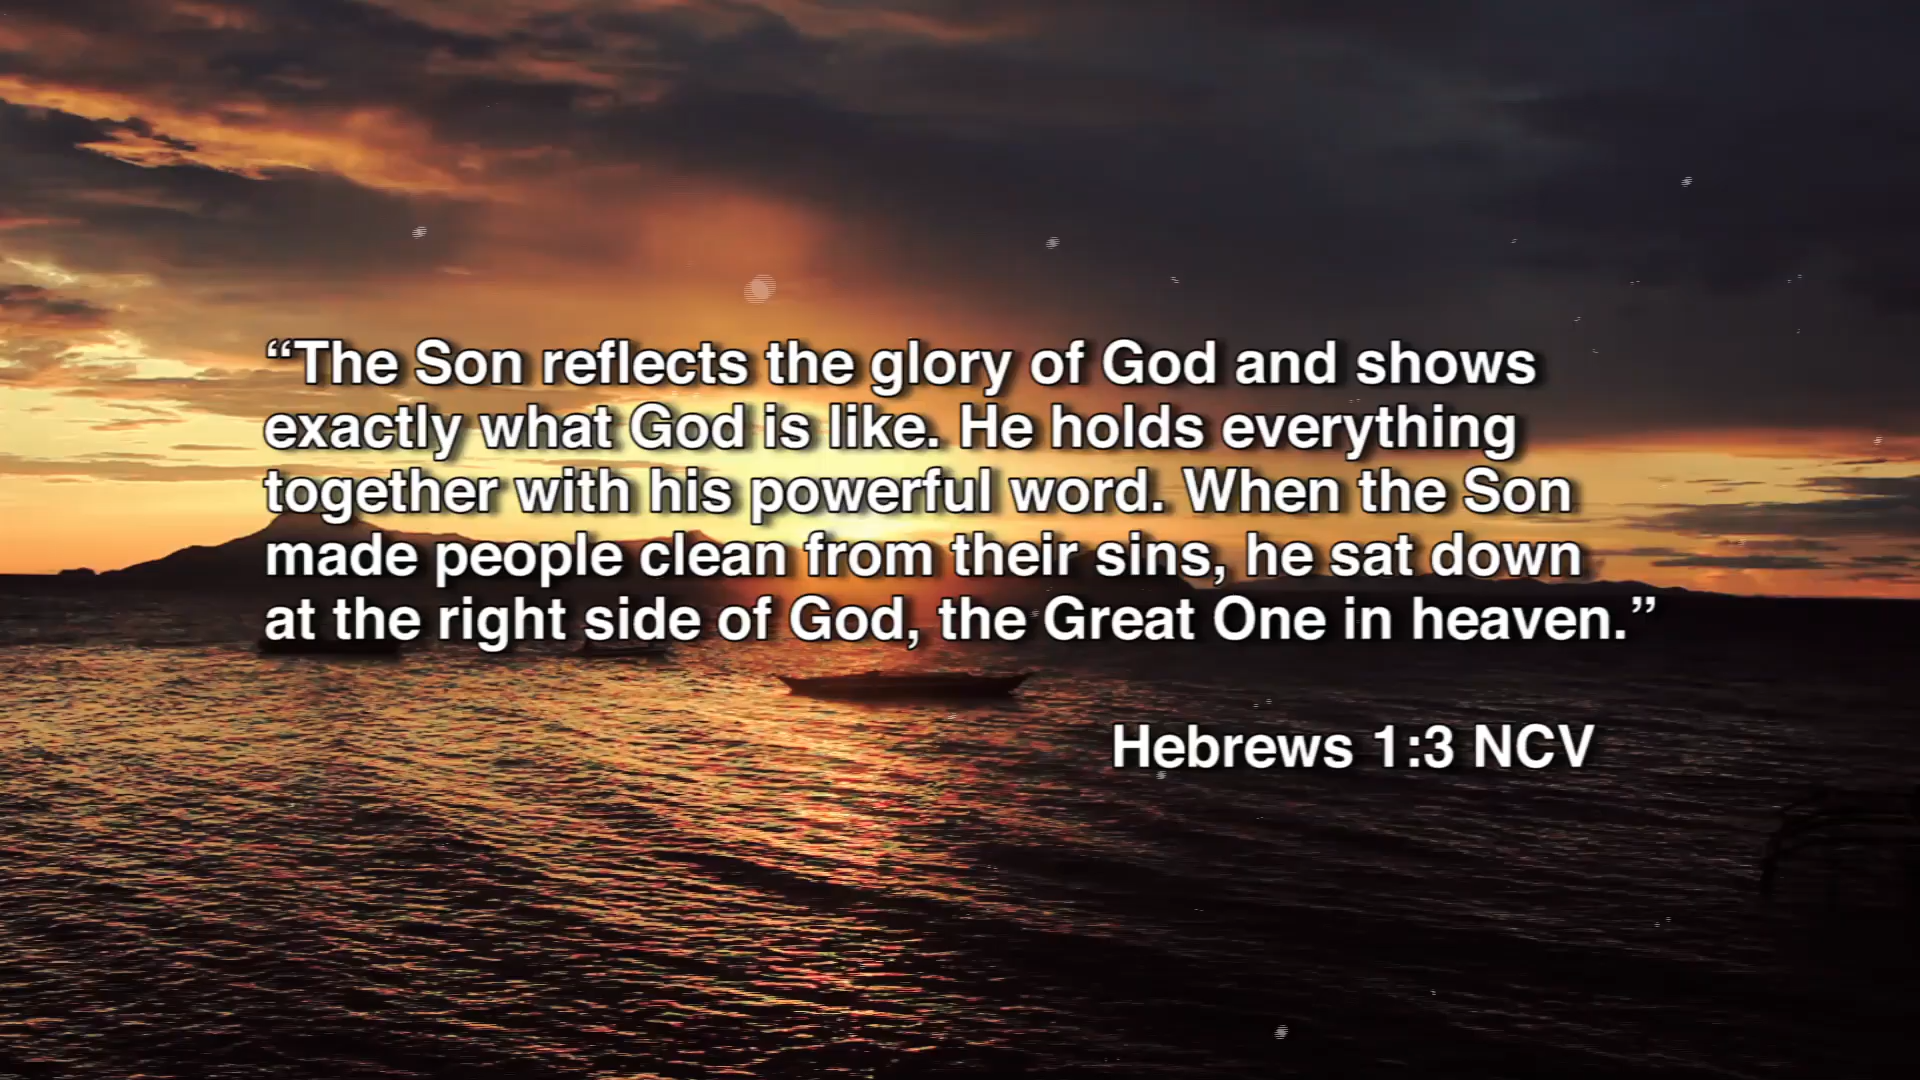 “The Son reflects the glory of God and shows
exactly what God is like. He holds everything
together with his powerful word. When the Son
made people clean from their sins, he sat down
at the right side of God, the Great One in heaven.”
Hebrews 1:3 NCV